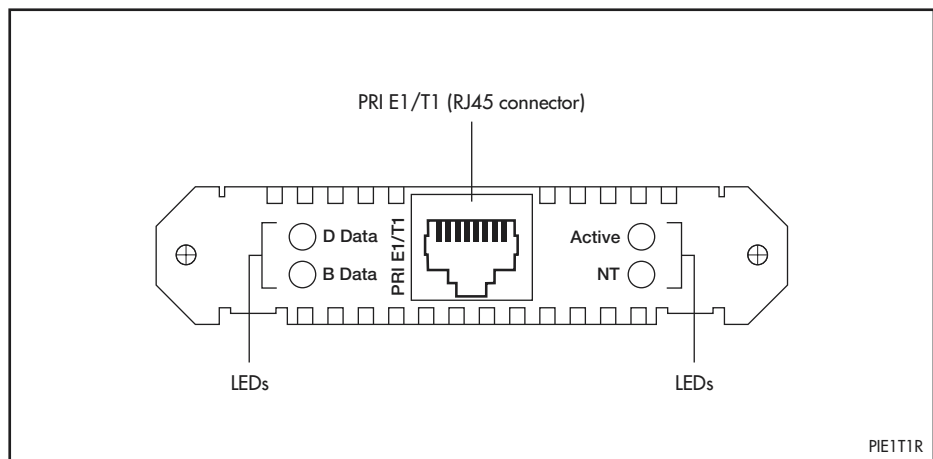 PRI E1/T1 (RJ45 connector)
D Data
B Data
PRI E1/T1
Active
NT
LEDs
LEDs
PIE1T1R